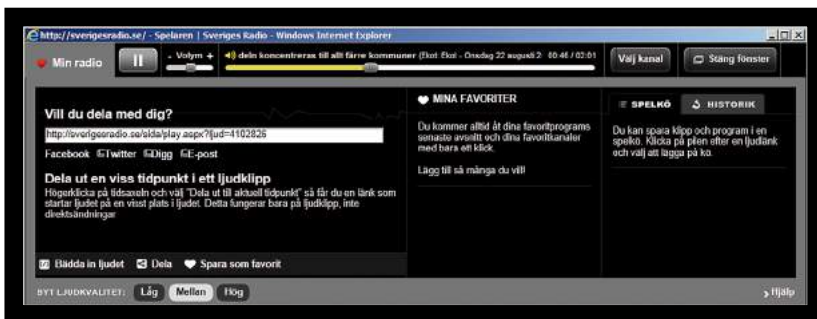 http://sverigesradio.se/ - Spelaren | Sveriges Radio - Windows Internet Explorer
Min radio
- Volym +
deln koncentreras till allt färre kommuner (Ekot Ekot - Onsdag 22 augusti 2 00:46 / 02:01
Välj kanal
Stäng fönster
Vill du dela med dig?
http://sverigesradio.se/sida/play.aspx?ljud=4102826
Facebook Twitter Digg E-post
Dela ut en viss tidpunkt i ett ljudklipp
Högerklicka på tidsaxeln och välj "Dela ut till aktuell tidpunkt" så får du en länk som
startar ljudet på en visst plats i ljudet. Detta fungerar bara på ljudklipp, inte
direktsändningar
Bädda in ljudet Dela Spara som favorit
MINA FAVORITER
Du kommer alltid åt dina favoritprograms
senaste avsnitt och dina favoritkanaler
med bara ett klick.
Lägg till så många du vill!
SPELKÖ HISTORIK
Du kan spara klipp och program i en
spelkö. Klicka på pilen efter en ljudlänk
och välj att lägga på kö.
BYT LJUDKVALITET: Låg Mellan Hög
Hjälp